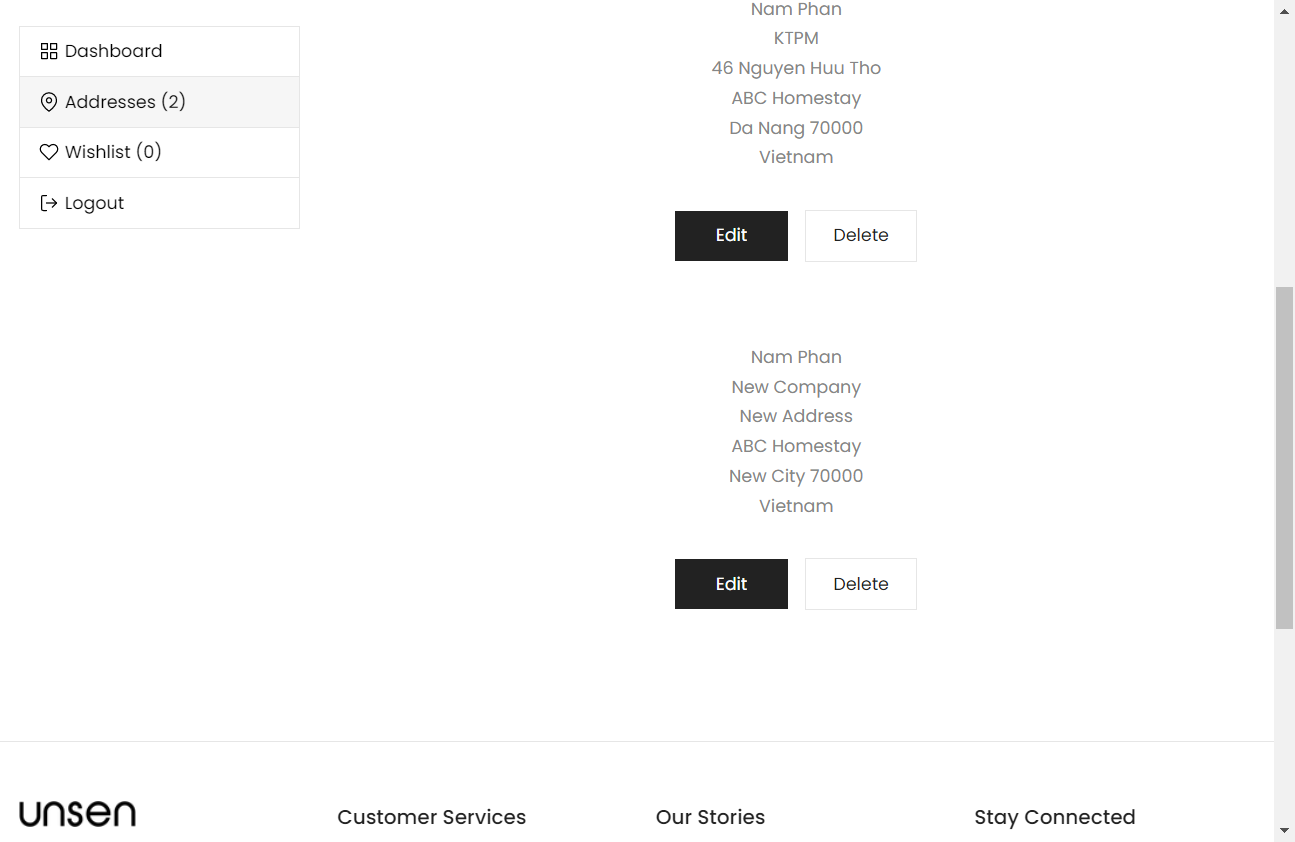 Dashboard
Addresses (2)
Wishlist (0)
Logout
Nam Phan
KTPM
46 Nguyen Huu Tho
ABC Homestay
Da Nang 70000
Vietnam
Edit
Delete
Nam Phan
New Company
New Address
ABC Homestay
New City 70000
Vietnam
Edit
Delete
unsen
Customer Services
Our Stories
Stay Connected